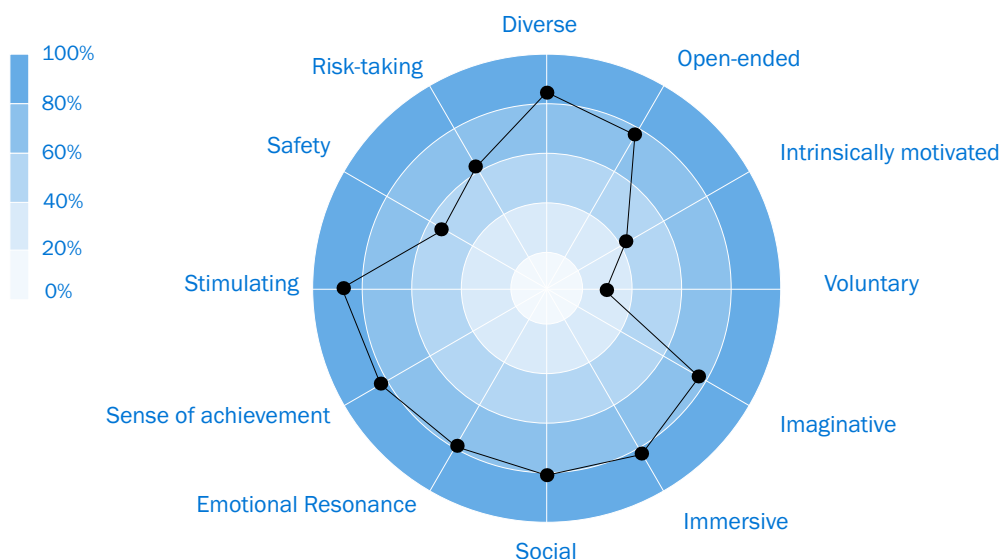 Diverse
Open-ended
Intrinsically motivated
Voluntary
Imaginative
Immersive
Social
Emotional Resonance
Sense of achievement
Stimulating
Safety
Risk-taking
100%
80%
60%
40%
20%
0%